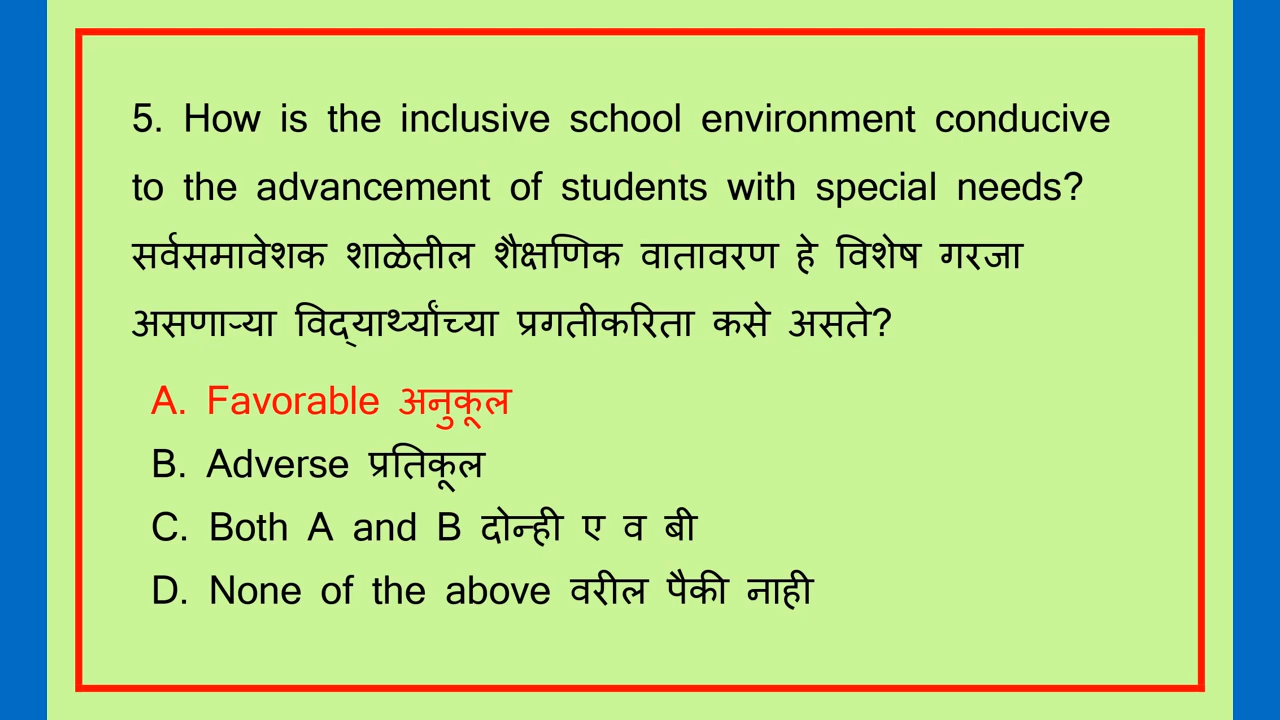 5. How is the inclusive school environment conducive
to the advancement of students with special needs?
सर्वसमावेशक शाळेतील शैक्षणिक वातावरण हे विशेष गरजा
असणाऱ्या विद्‌यार्थ्यांच्या प्रगतीकरिता कसे असते?
A. Favorable अनुकूल
B. Adverse प्रतिकूल
C. Both A and B दोन्ही ए व बी
D. None of the above वरील पैकी नाही